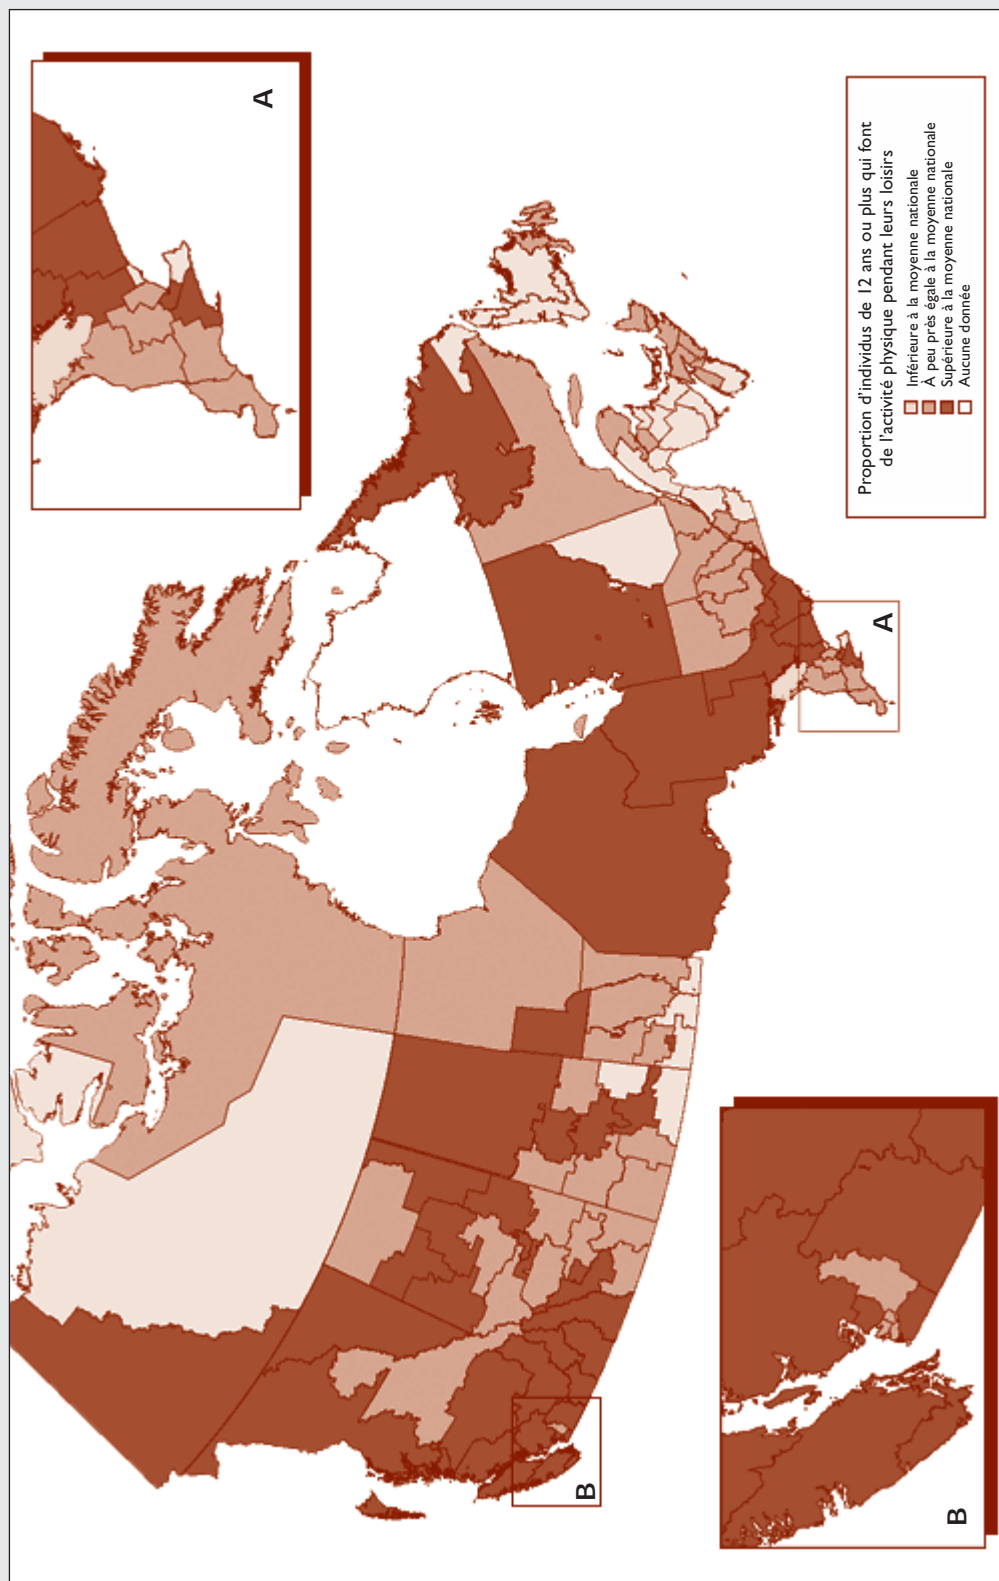 A
A
B
B
Proportion d'individus de 12 ans ou plus qui font
de l'activité physique pendant leurs loisirs
Inférieure à la moyenne nationale
À peu près égale à la moyenne nationale
Supérieure à la moyenne nationale
Aucune donnée